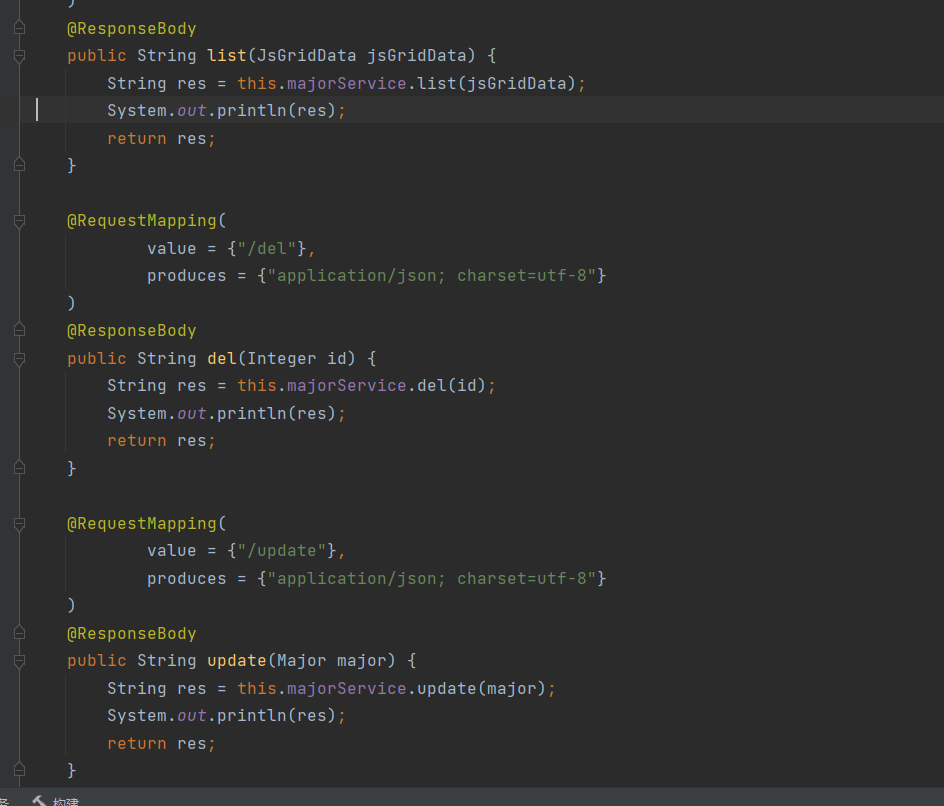 )
@ResponseBody
public String list(JsGridData jsGridData) {
String res = this.majorService.list(jsGridData);
System.out.println(res);
return res;
}
@RequestMapping(
value = {"/del"},
produces = {"application/json; charset=utf-8"}
)
@ResponseBody
public String del(Integer id) {
String res = this.majorService.del(id);
System.out.println(res);
return res;
}
@RequestMapping(
value = {"/update"},
produces = {"application/json; charset=utf-8"}
)
@ResponseBody
public String update(Major major) {
String res = this.majorService.update(major);
System.out.println(res);
return res;
}
构建